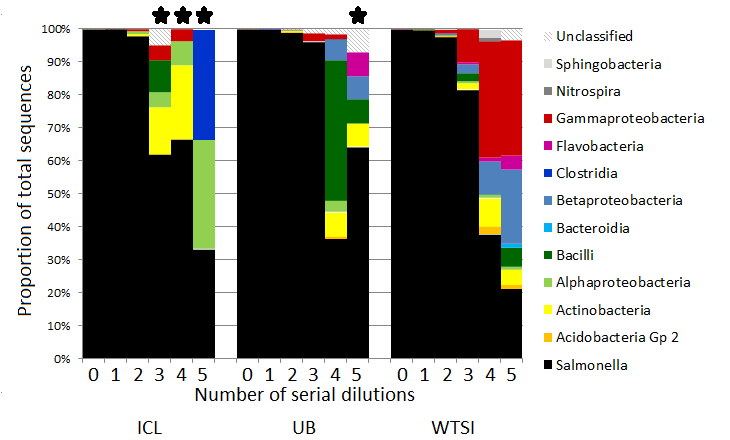 100%
90%
80%
70%
60%
50%
40%
30%
20%
10%
0%
Proportion of total sequences
0 1 2 3 4 5 0 1 2 3 4 5 0 1 2 3 4 5
Number of serial dilutions
ICL UB WTSI
Unclassified
Sphingobacteria
Nitrospira
Gammaproteobacteria
Flavobacteria
Clostridia
Betaproteobacteria
Bacteroidia
Bacilli
Alphaproteobacteria
Actinobacteria
Acidobacteria Gp 2
Salmonella